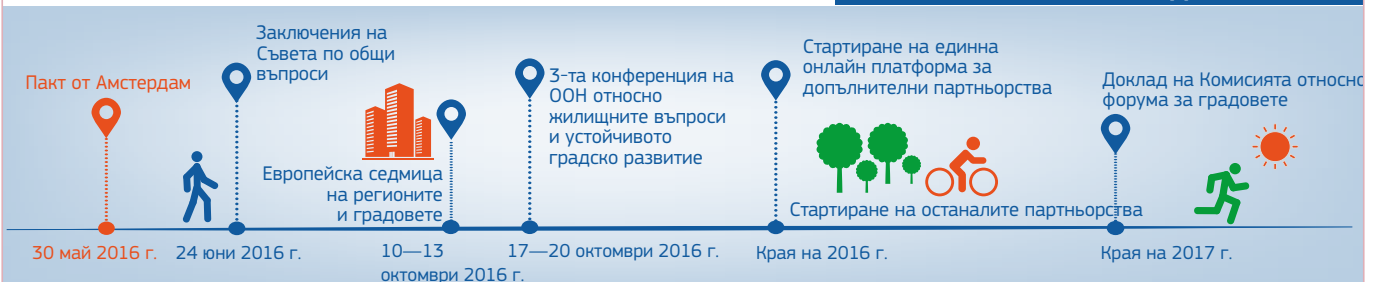 Пакт от Амстердам
30 май 2016 г.
Заключения на
Съвета по общи
въпроси
24 юни 2016 г.
Европейска седмица
на регионите
и градовете
10—13
октомври 2016 г.
3-та конференция на
ООН относно
жилищните въпроси
и устойчивото
градско развитие
17—20 октомври 2016 г.
Стартиране на единна
онлайн платформа за
допълнителни партньорства
Стартиране на останалите партньорства
Края на 2016 г.
Доклад на Комисията относно
форума за градовете
Края на 2017 г.